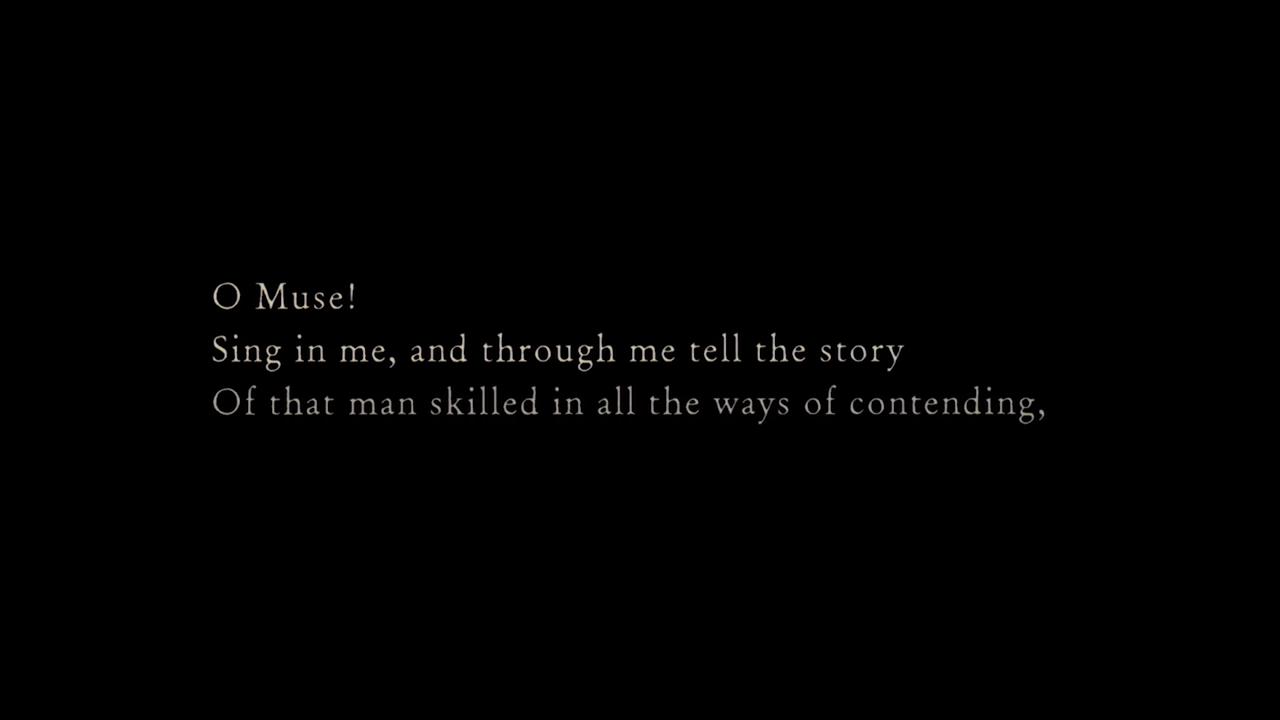 O Muse!
Sing in me, and through me tell the story
Of that man skilled in all the ways of contending,